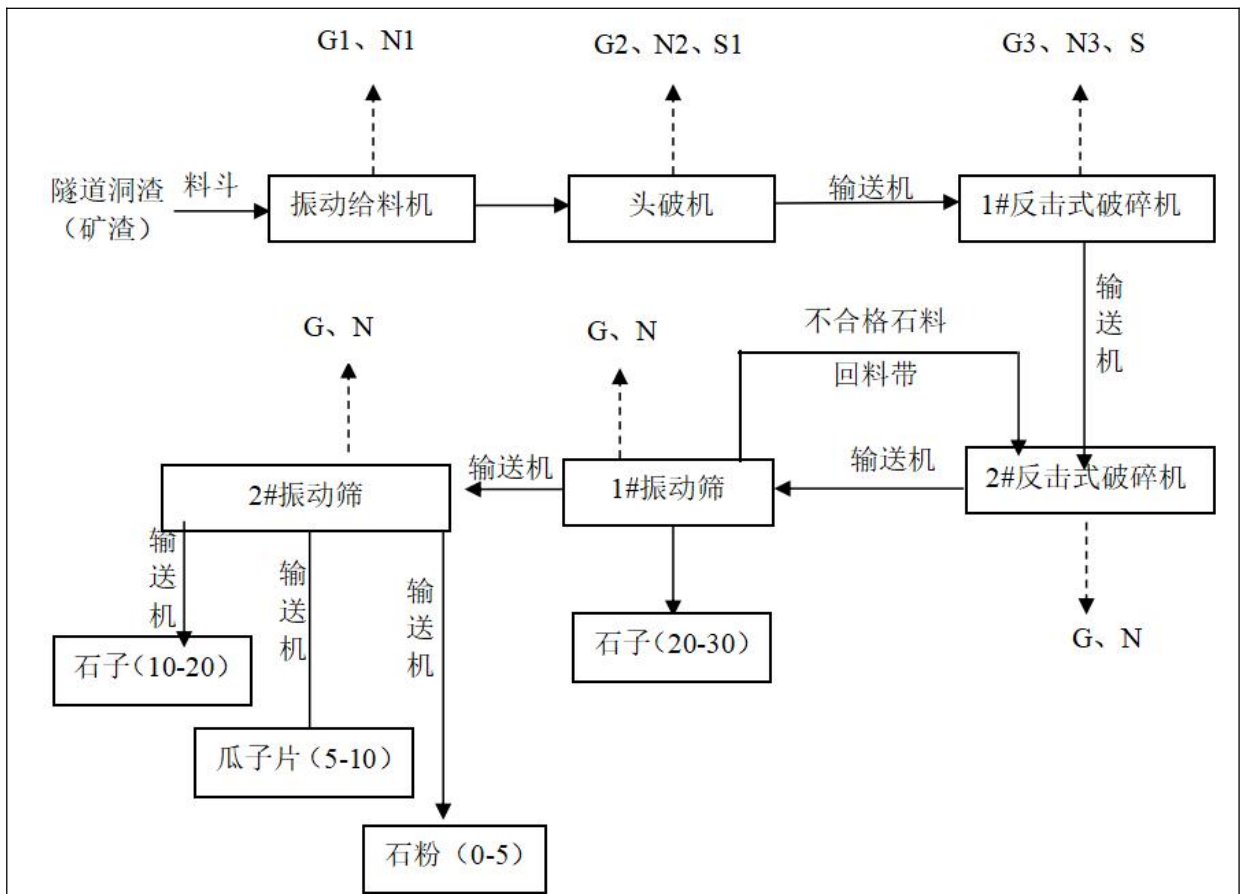 G1、N1
G2、N2、S1
G3、N3、S
隧道洞渣
（矿渣）
料斗
振动给料机
头破机
输送机
1#反击式破碎机
输送机
G、N
G、N
不合格石料
回料带
2#振动筛
输送机
1#振动筛
输送机
2#反击式破碎机
输送机
输送机
输送机
石子（10-20）
石子（20-30）
G、N
瓜子片（5-10）
石粉（0-5）